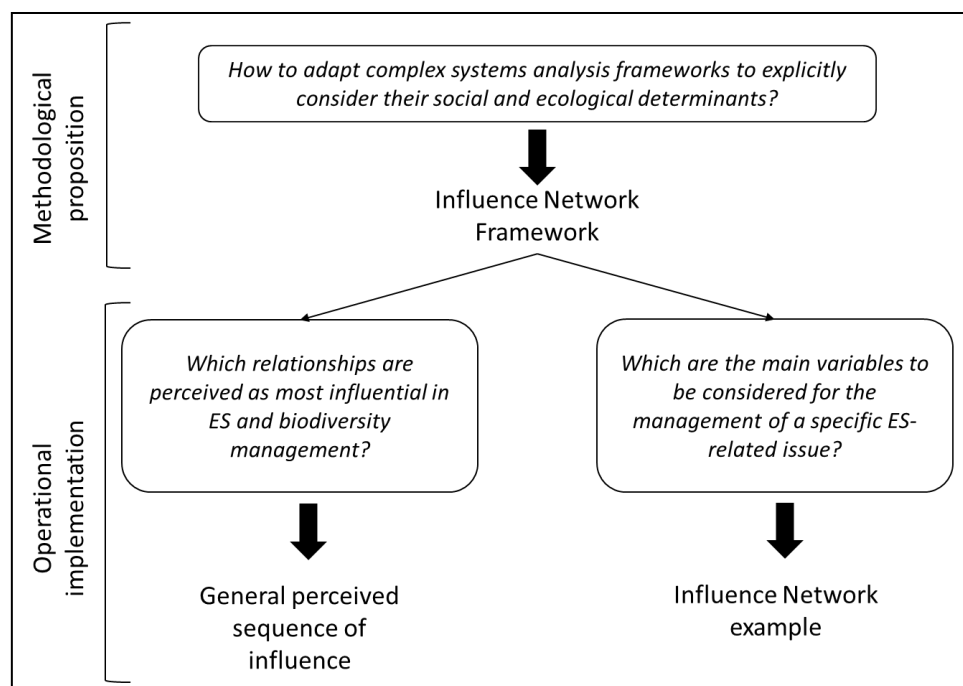 Methodological
proposition
How to adapt complex systems analysis frameworks to explicitly
consider their social and ecological determinants?
Influence Network
Framework
Operational
implementation
Which relationships are
perceived as most influential in
ES and biodiversity
management?
Which are the main variables to
be considered for the
management of a specific ES-
related issue?
General perceived
sequence of
influence
Influence Network
example